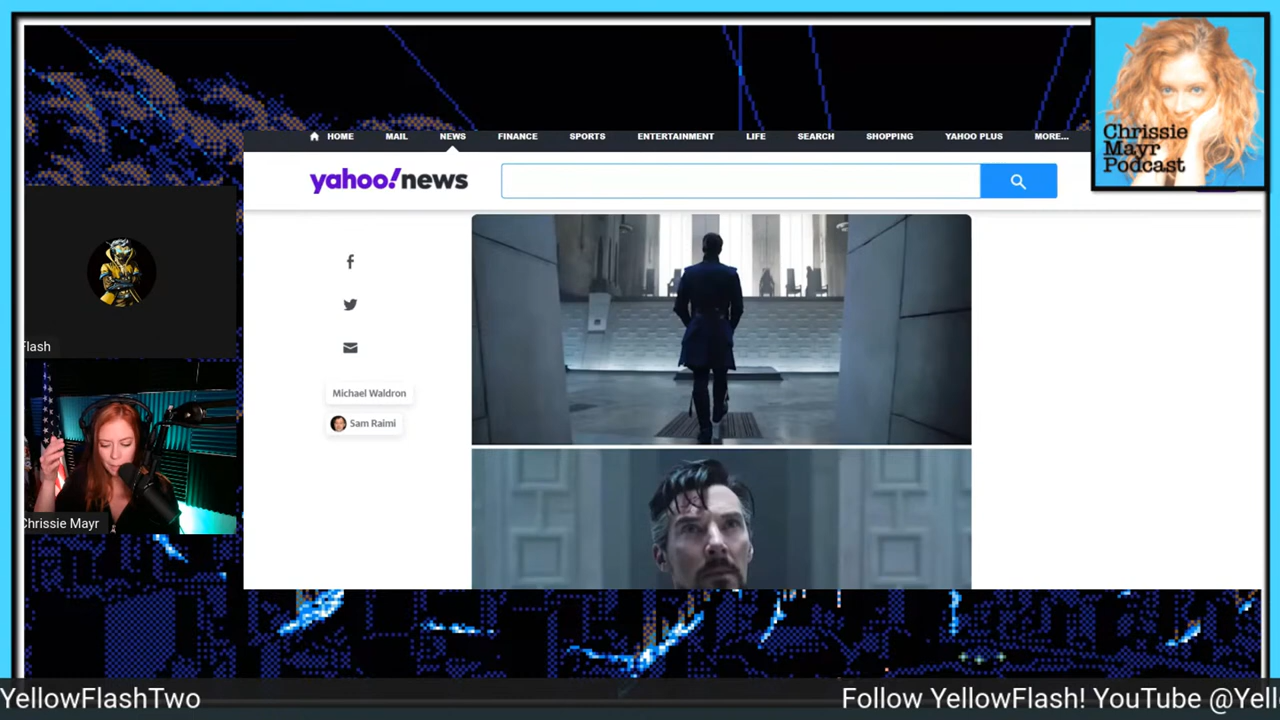 HOME MAIL NEWS FINANCE SPORTS ENTERTAINMENT LIFE SEARCH SHOPPING YAHOO PLUS MORE...
yahoo!news
Chrissie
Mayr
Podcast
Flash
Michael Waldron
Sam Raimi
Chrissie Mayr
YellowFlashTwo Follow YellowFlash! YouTube @Yell